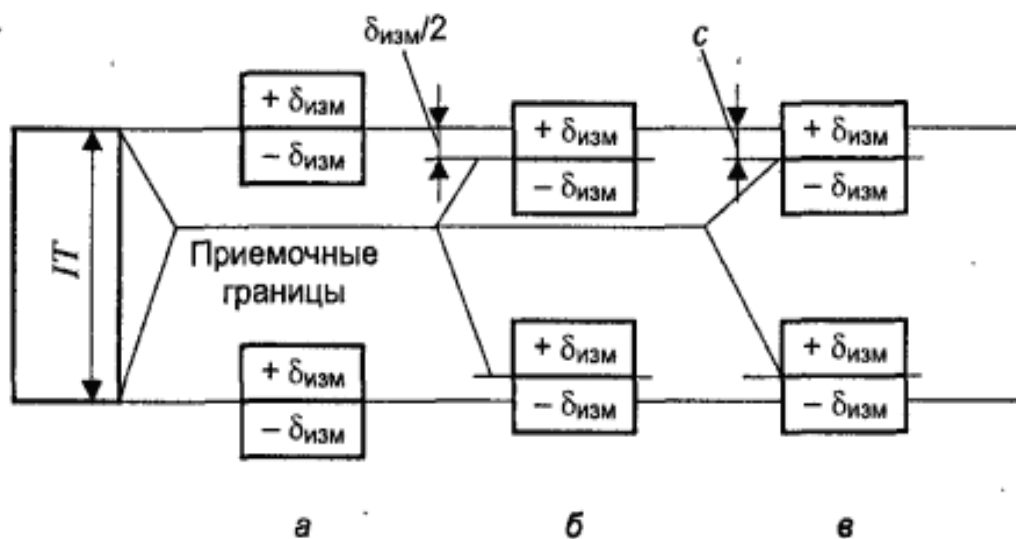 δизм/2
c
+ δизм
− δизм
+ δизм
− δизм
+ δизм
− δизм
IT
Приемочные
границы
+ δизм
− δизм
+ δизм
− δизм
+ δизм
− δизм
а
б
в